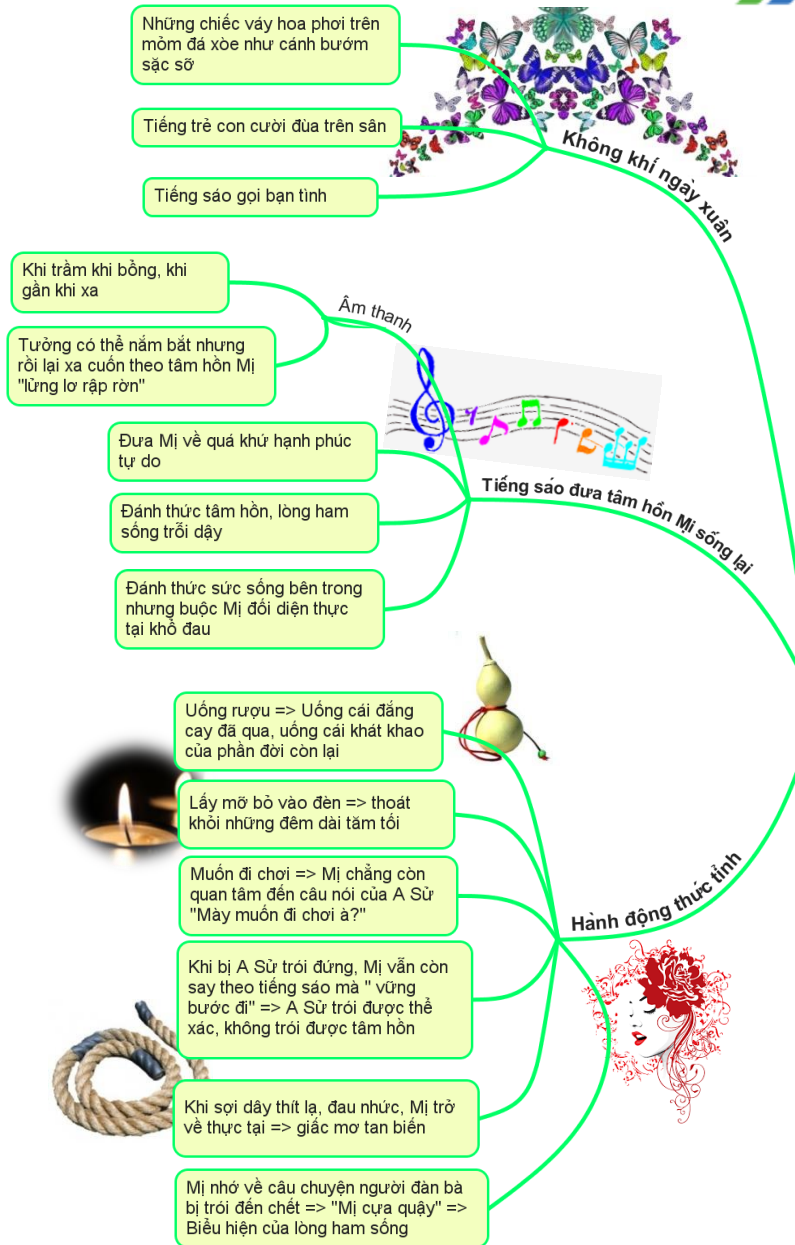 Những chiếc váy hoa phơi trên
mỏm đá xòe như cánh bướm
sặc sỡ
Tiếng trẻ con cười đùa trên sân
Tiếng sáo gọi bạn tình
Không khí ngày xuân
Khi trầm khi bổng, khi
gần khi xa
Tưởng có thể nắm bắt nhưng
rồi lại xa cuốn theo tâm hồn Mị
"lửng lơ rập rờn"
Âm thanh
Đưa Mị về quá khứ hạnh phúc
tự do
Đánh thức tâm hồn, lòng ham
sống trỗi dậy
Đánh thức sức sống bên trong
nhưng buộc Mị đối diện thực
tại khổ đau
Tiếng sáo đưa tâm hồn Mị sống lại
Uống rượu => Uống cái đắng
cay đã qua, uống cái khát khao
của phần đời còn lại
Lấy mỡ bỏ vào đèn => thoát
khỏi những đêm dài tăm tối
Muốn đi chơi => Mị chẳng còn
quan tâm đến câu nói của A Sử
"Mày muốn đi chơi à?"
Khi bị A Sử trói đứng, Mị vẫn còn
say theo tiếng sáo mà " vững
bước đi" => A Sử trói được thể
xác, không trói được tâm hồn
Khi sợi dây thít lạ, đau nhức, Mị trở
về thực tại => giấc mơ tan biến
Mị nhớ về câu chuyện người đàn bà
bị trói đến chết => "Mị cựa quậy" =>
Biểu hiện của lòng ham sống
Hành động thức tỉnh